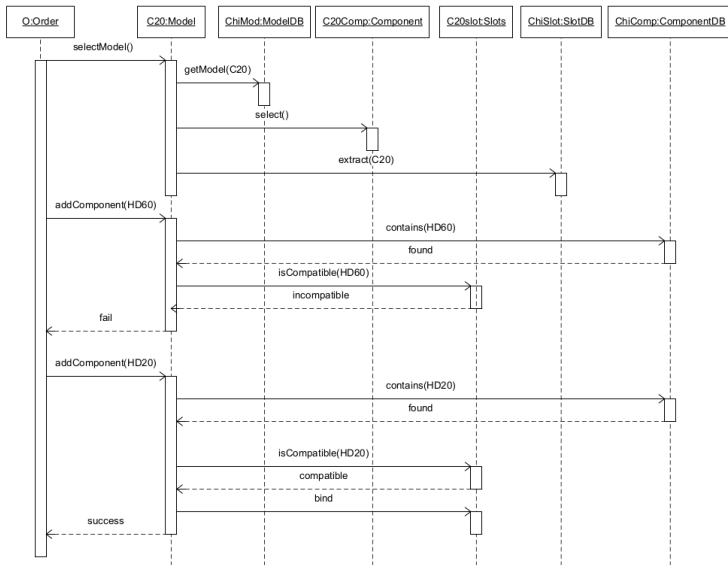 O:Order
C20:Model
ChiMod:ModelDB
C20Comp:Component
C20slot:Slots
ChiSlot:SlotDB
ChiComp:ComponentDB
selectModel()
getModel(C20)
select()
extract(C20)
addComponent(HD60)
contains(HD60)
found
isCompatible(HD60)
incompatible
fail
addComponent(HD20)
contains(HD20)
found
isCompatible(HD20)
compatible
bind
success